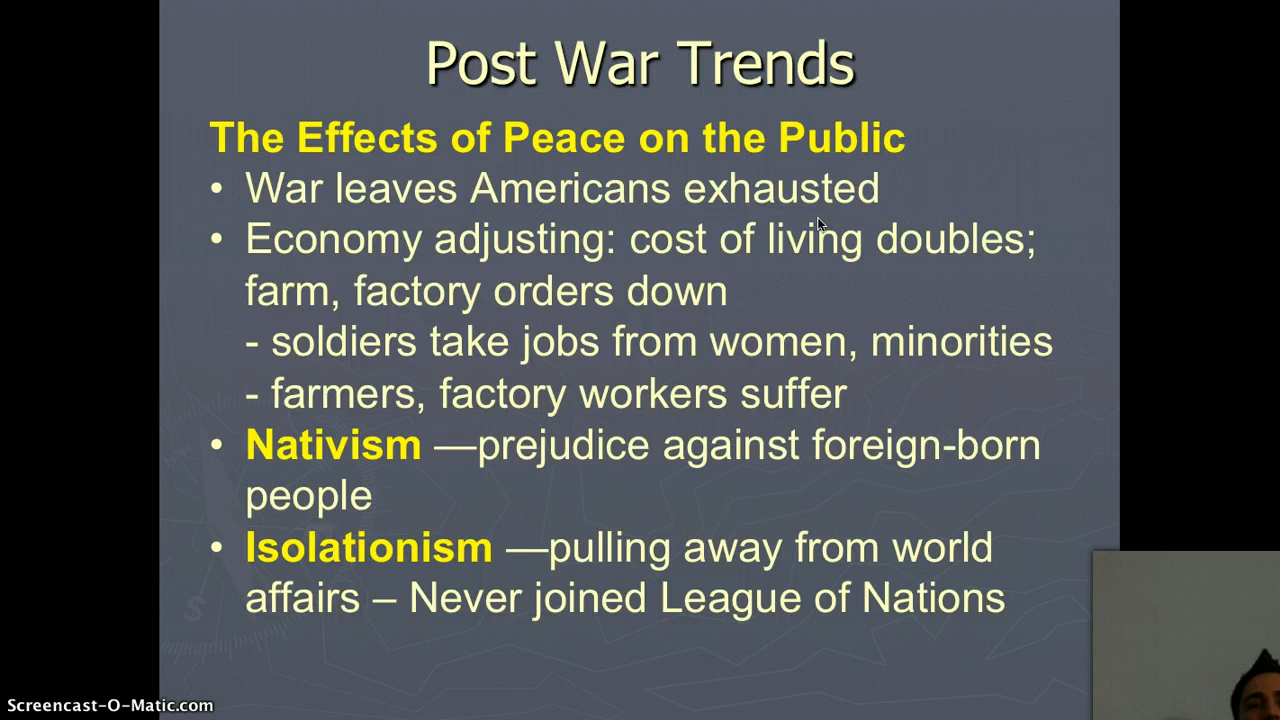 Post War Trends
The Effects of Peace on the Public
• War leaves Americans exhausted
• Economy adjusting: cost of living doubles;
farm, factory orders down
- soldiers take jobs from women, minorities
- farmers, factory workers suffer
• Nativism —prejudice against foreign-born
people
• Isolationism —pulling away from world
affairs – Never joined League of Nations
Screencast-O-Matic.com